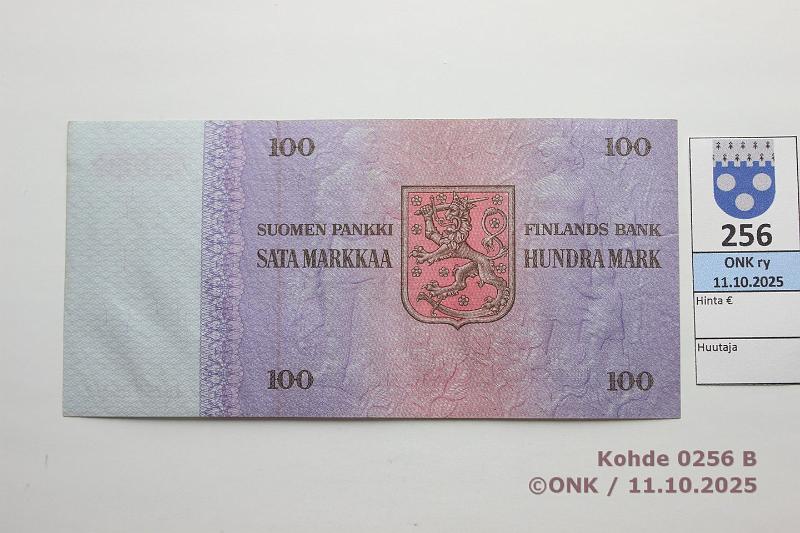 100
100
SUOMEN PANKKI
SATA MARKKAA
FINLANDS BANK
HUNDRA MARK
100
100
256
ONK ry
11.10.2025
Hinta €
Huutaja
Kohde 0256 B
©ONK / 11.10.2025